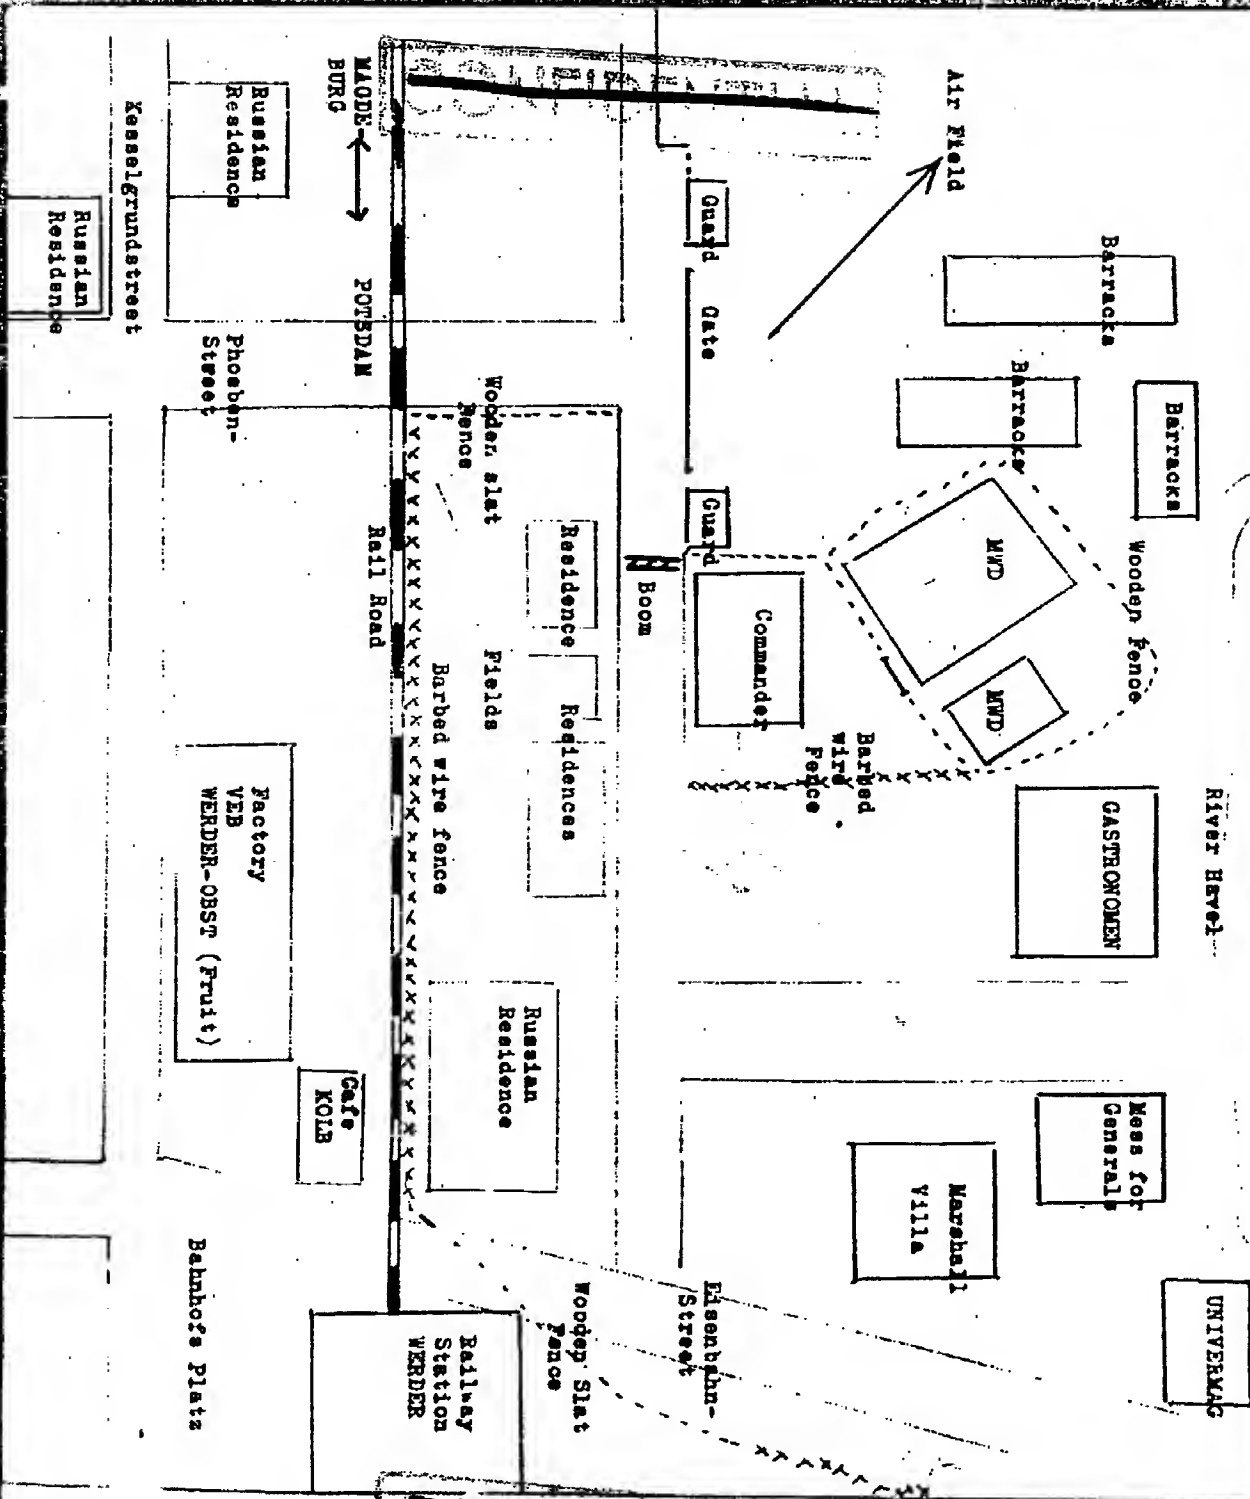 River Havel
UNIVERMAG
Barracks
Wooden Fence
Mess for
Generals
Barracks
GASTRONOMEN
Barracks
MWD
MWD
Air Field
Marshall
Villa
Barbed
wire
Fence
Commander
Guard
Gate
Guard
Eisenbahn-
Street
Boom
Residence
Residences
Wooden Slat
Fence
Russian
Residence
Wooden slat
Fence
Fields
Barbed wire fence
Railway
Station
WERDER
MAGDE-
BURG
POTSDAM
Rail Road
Cafe
KOLB
Russian
Residence
Phoeben-
Street
Factory
VEB
WERDER-OBST (Fruit)
Bahnhofs Platz
Kesselgrundstreet
Russian
Residence